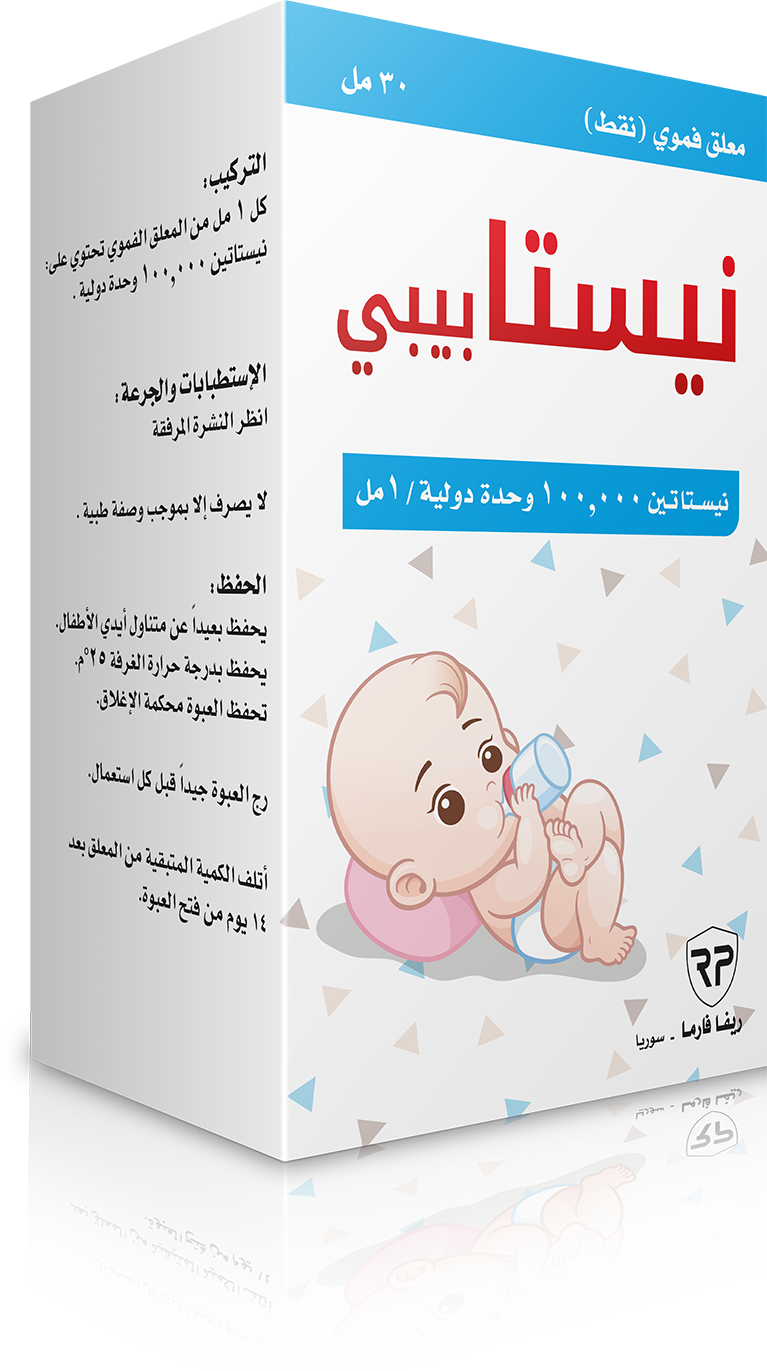 ٣٠ مل
معلق فموي (نقط)
نيستابيبي
نيستاتين ١٠٠,٠٠٠ وحدة دولية / ١ مل
RP
ريفا فارما - سوريا
التركيب:
كل ١ مل من المعلق الفموي تحتوي على:
نيستاتين ١٠٠,٠٠٠ وحدة دولية .
الإستطبابات والجرعة:
انظر النشرة المرفقة
لا يصرف إلا بموجب وصفة طبية .
الحفظ:
يحفظ بعيداً عن متناول أيدي الأطفال.
يحفظ بدرجة حرارة الغرفة ٢٥°م.
تحفظ العبوة محكمة الإغلاق.
رج العبوة جيداً قبل كل استعمال.
أتلف الكمية المتبقية من المعلق بعد
١٤ يوم من فتح العبوة.